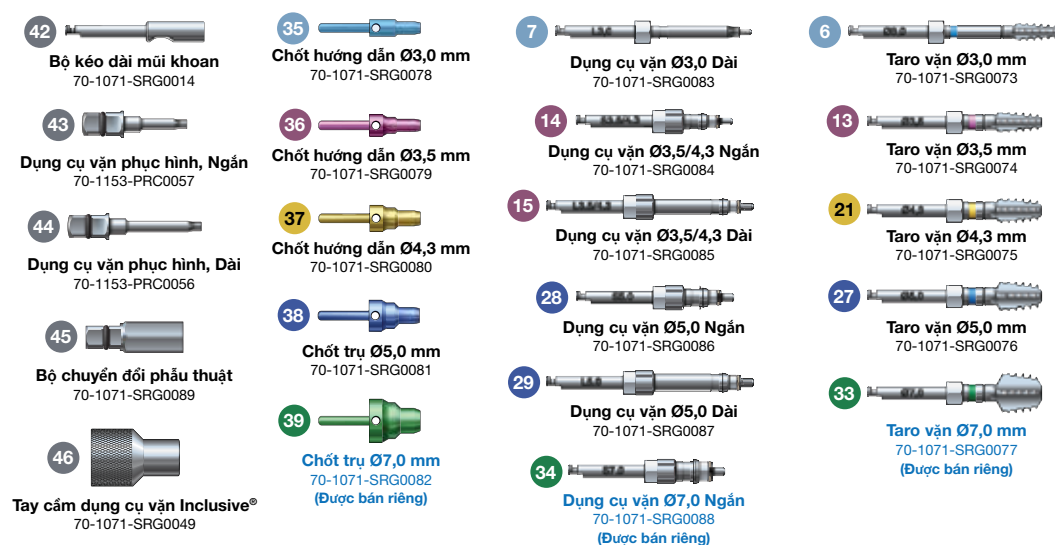 42
Bộ kéo dài mũi khoan
70-1071-SRG0014
43
Dụng cụ vặn phục hình, Ngắn
70-1153-PRC0057
44
Dụng cụ vặn phục hình, Dài
70-1153-PRC0056
45
Bộ chuyển đổi phẫu thuật
70-1071-SRG0089
46
Tay cầm dụng cụ vặn Inclusive®
70-1071-SRG0049
35
Chốt hướng dẫn Ø3,0 mm
70-1071-SRG0078
36
Chốt hướng dẫn Ø3,5 mm
70-1071-SRG0079
37
Chốt hướng dẫn Ø4,3 mm
70-1071-SRG0080
38
Chốt trụ Ø5,0 mm
70-1071-SRG0081
39
Chốt trụ Ø7,0 mm
70-1071-SRG0082
(Được bán riêng)
7
Dụng cụ vặn Ø3,0 Dài
70-1071-SRG0083
14
Dụng cụ vặn Ø3,5/4,3 Ngắn
70-1071-SRG0084
15
Dụng cụ vặn Ø3,5/4,3 Dài
70-1071-SRG0085
28
Dụng cụ vặn Ø5,0 Ngắn
70-1071-SRG0086
29
Dụng cụ vặn Ø5,0 Dài
70-1071-SRG0087
34
Dụng cụ vặn Ø7,0 Ngắn
70-1071-SRG0088
(Được bán riêng)
6
Taro vặn Ø3,0 mm
70-1071-SRG0073
13
Taro vặn Ø3,5 mm
70-1071-SRG0074
21
Taro vặn Ø4,3 mm
70-1071-SRG0075
27
Taro vặn Ø5,0 mm
70-1071-SRG0076
33
Taro vặn Ø7,0 mm
70-1071-SRG0077
(Được bán riêng)